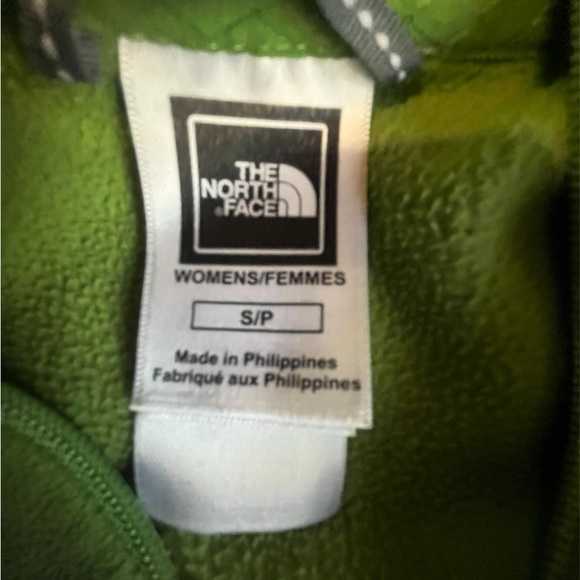 THE
NORTH
®FACE
WOMENS/FEMMES
S/P
Made in Philippines
Fabriqué aux Philippines